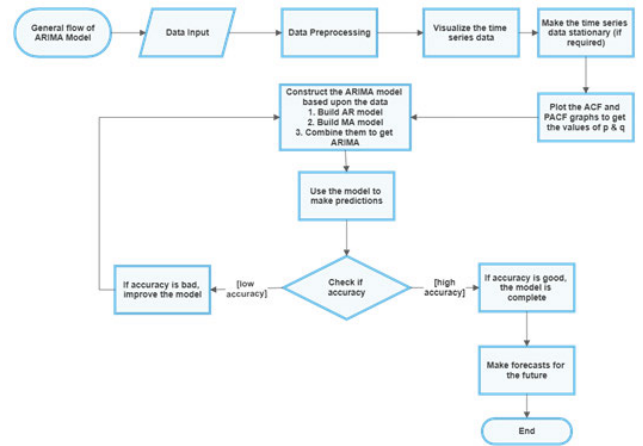 General flow of
ARIMA Model
Data Input
Data Preprocessing
Visualize the time
series data
Make the time series
data stationary (if
required)
Plot the ACF and
PACF graphs to get
the values of p & q
Construct the ARIMA model
based upon the data
1. Build AR model
2. Build MA model
3. Combine them to get
ARIMA
Use the model to
make predictions
Check if
accuracy
[low
accuracy]
If accuracy is bad,
improve the model
[high
accuracy]
If accuracy is good,
the model is
complete
Make forecasts for
the future
End